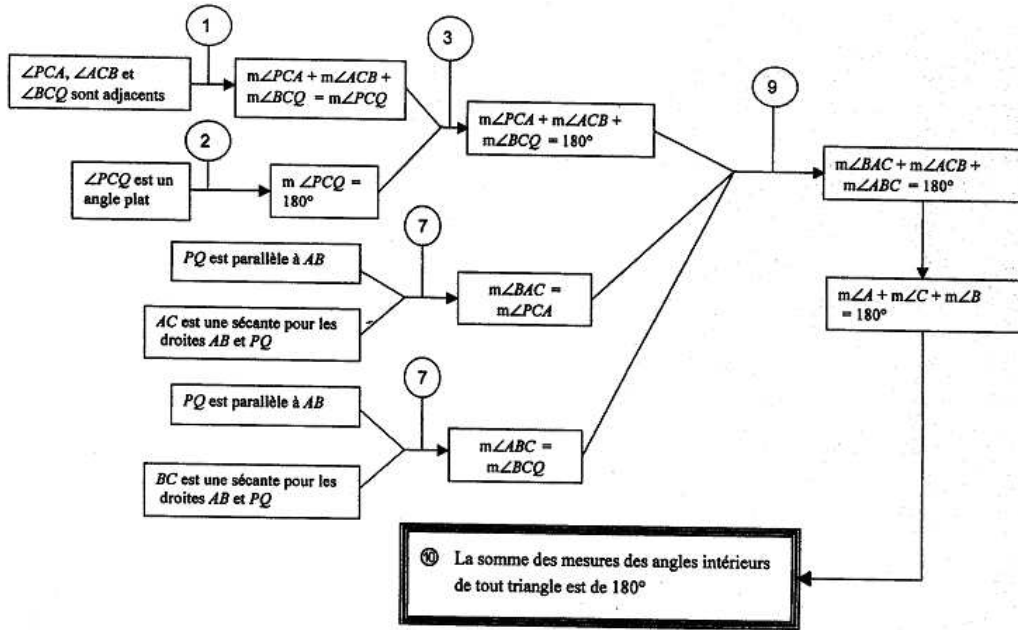 1
∠PCA, ∠ACB et
∠BCQ sont adjacents
m∠PCA + m∠ACB +
m∠BCQ = m∠PCQ
3
m∠PCA + m∠ACB +
m∠BCQ = 180°
9
m∠BAC + m∠ACB +
m∠ABC = 180°
2
∠PCQ est un
angle plat
m ∠PCQ =
180°
7
PQ est parallèle à AB
AC est une sécante pour les
droites AB et PQ
m∠BAC =
m∠PCA
m∠A + m∠C + m∠B
= 180°
7
PQ est parallèle à AB
BC est une sécante pour les
droites AB et PQ
m∠ABC =
m∠BCQ
⑩ La somme des mesures des angles intérieurs
de tout triangle est de 180°